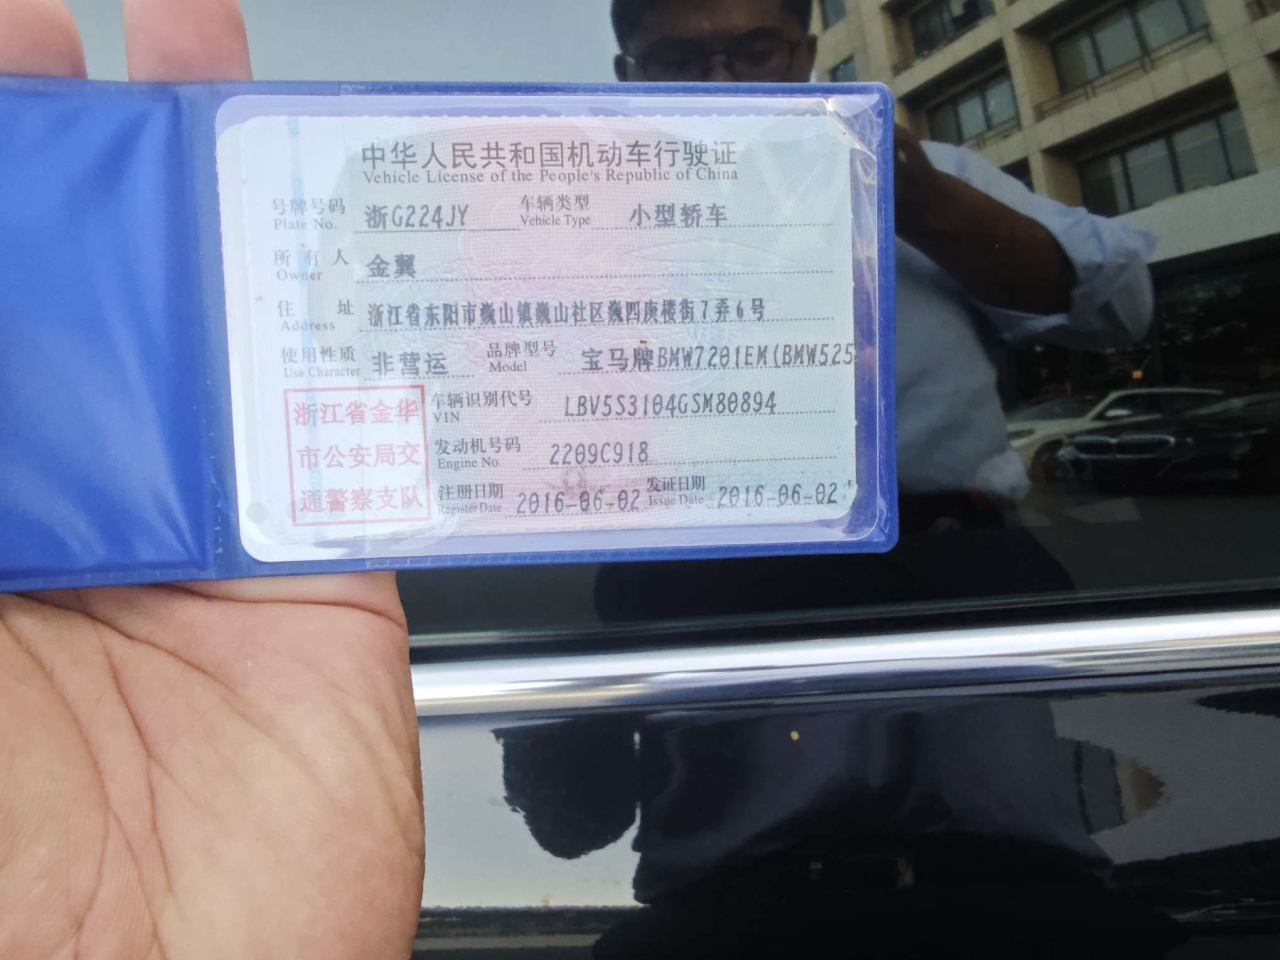 中华人民共和国机动车行驶证
Vehicle License of the People's Republic of China
号牌号码 浙G224JY 车辆类型 小型轿车
Plate No. Vehicle Type
所有人 金翼
Owner
住址 浙江省东阳市巍山镇巍山社区巍四庚楼街7弄6号
Address
使用性质 非营运 品牌型号 宝马牌BMW7201EM(BMW525
Use Character Model
浙江省金华
市公安局交
通警察支队
车辆识别代号 LBV5S3104GSM80894
VIN
发动机号码 2209C918
Engine No.
注册日期 2016-06-02 发证日期 2016-06-02
Register Date Issue Date